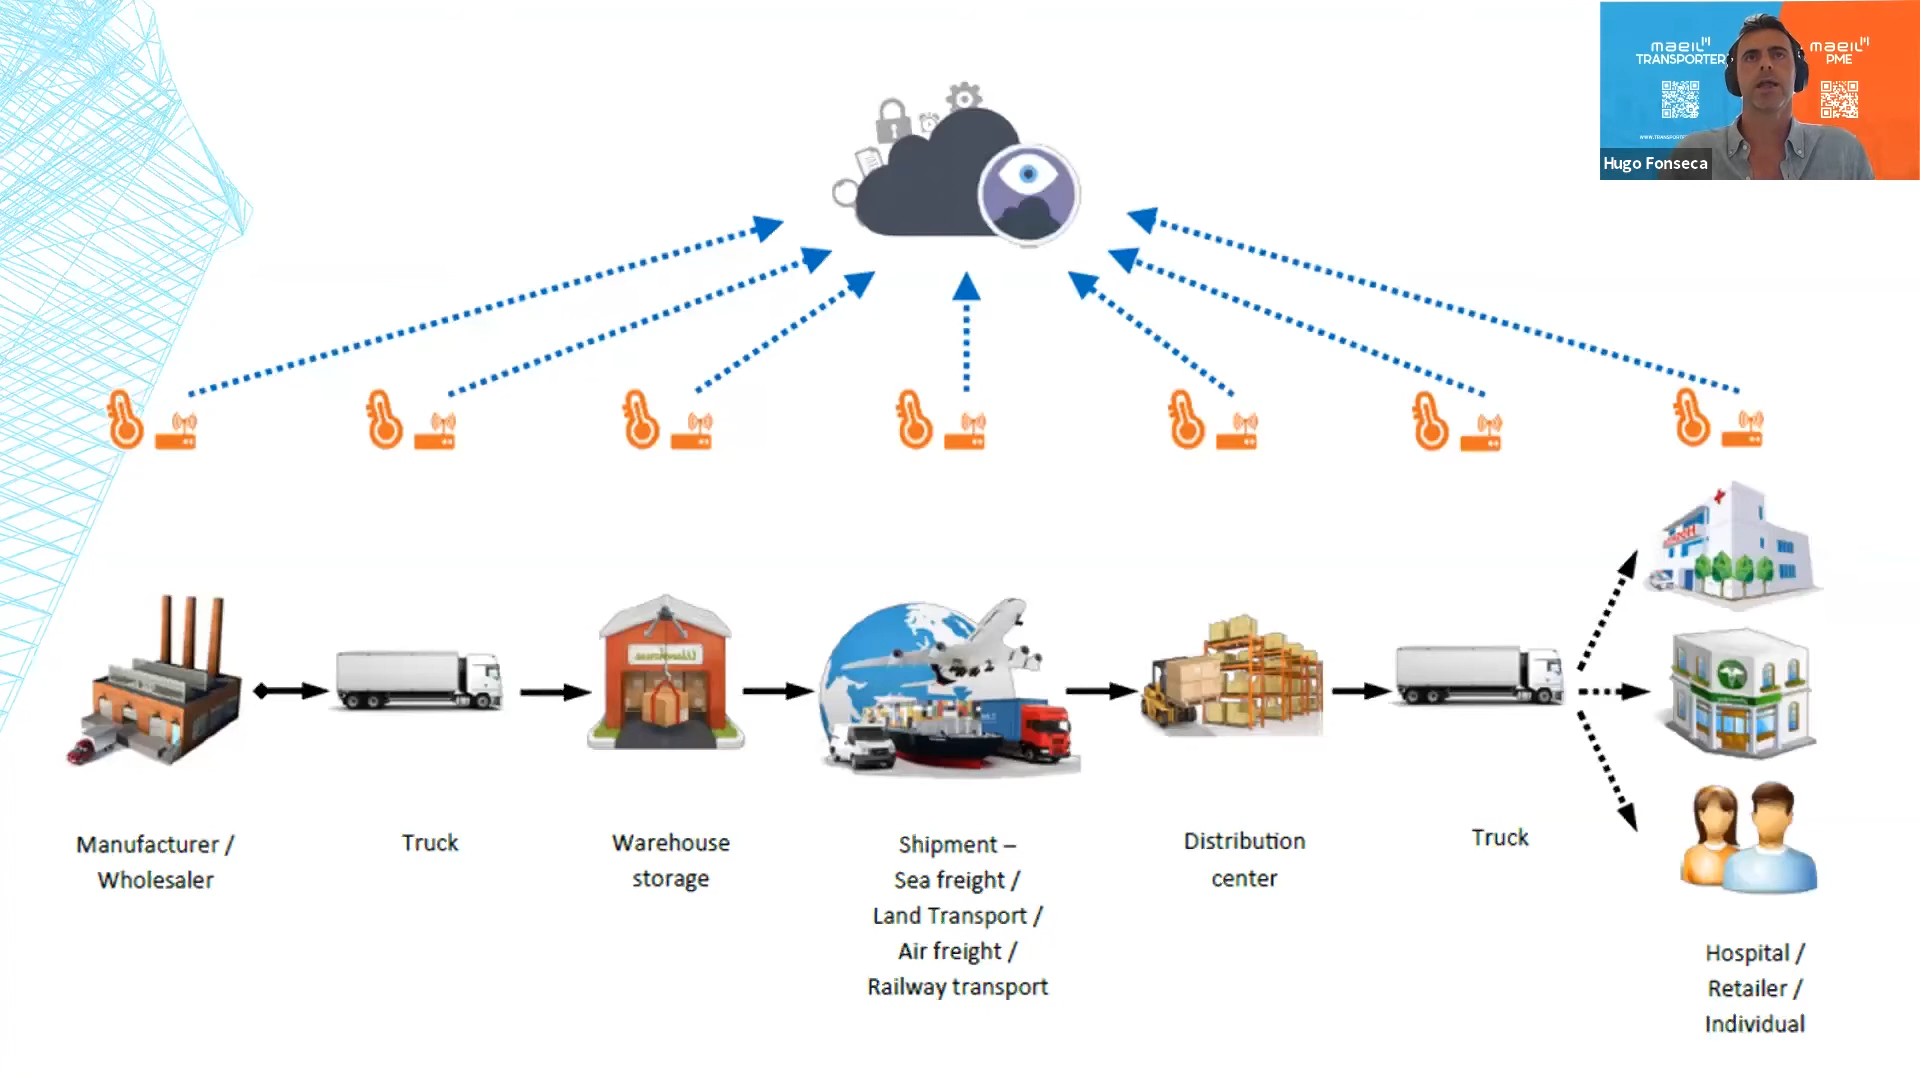 maeil
TRANSPORTER
maeil
PME
Hugo Fonseca
Manufacturer /
Wholesaler
Truck
Warehouse
storage
Shipment –
Sea freight /
Land Transport /
Air freight /
Railway transport
Distribution
center
Truck
Hospital /
Retailer /
Individual